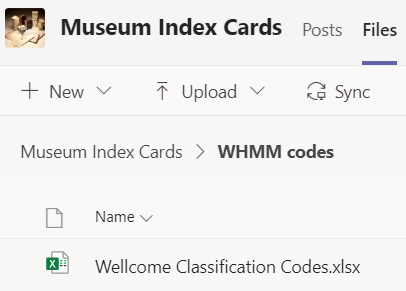 Museum Index Cards Posts Files
New Upload Sync
Museum Index Cards > WHMM codes
Name
Wellcome Classification Codes.xlsx